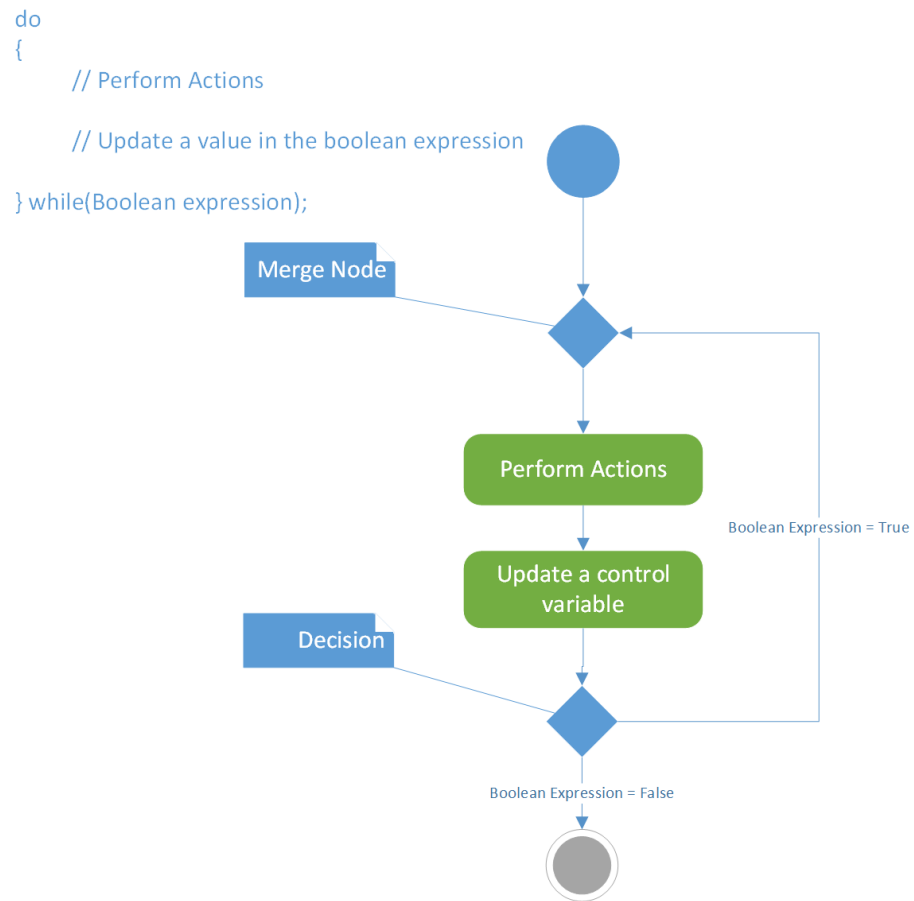 do
{
// Perform Actions
// Update a value in the boolean expression
} while(Boolean expression);
Merge Node
Perform Actions
Boolean Expression = True
Update a control
variable
Decision
Boolean Expression = False